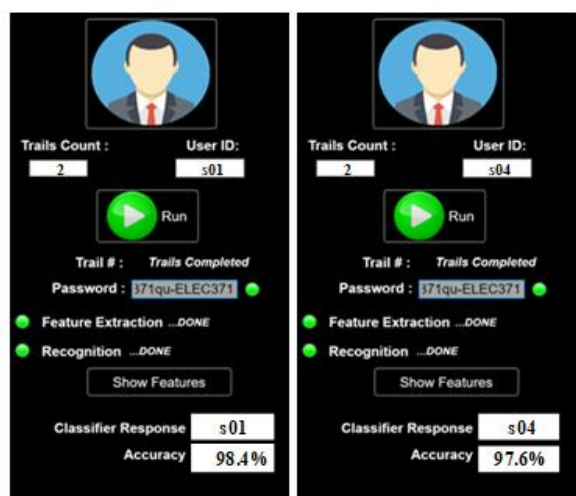 Trails Count : User ID:
2 s01
Run
Trail # : Trails Completed
Password : 371qu-ELEC371
Feature Extraction ...DONE
Recognition ...DONE
Show Features
Classifier Response s01
Accuracy 98.4%
Trails Count : User ID:
2 s04
Run
Trail # : Trails Completed
Password : 371qu-ELEC371
Feature Extraction ...DONE
Recognition ...DONE
Show Features
Classifier Response s04
Accuracy 97.6%